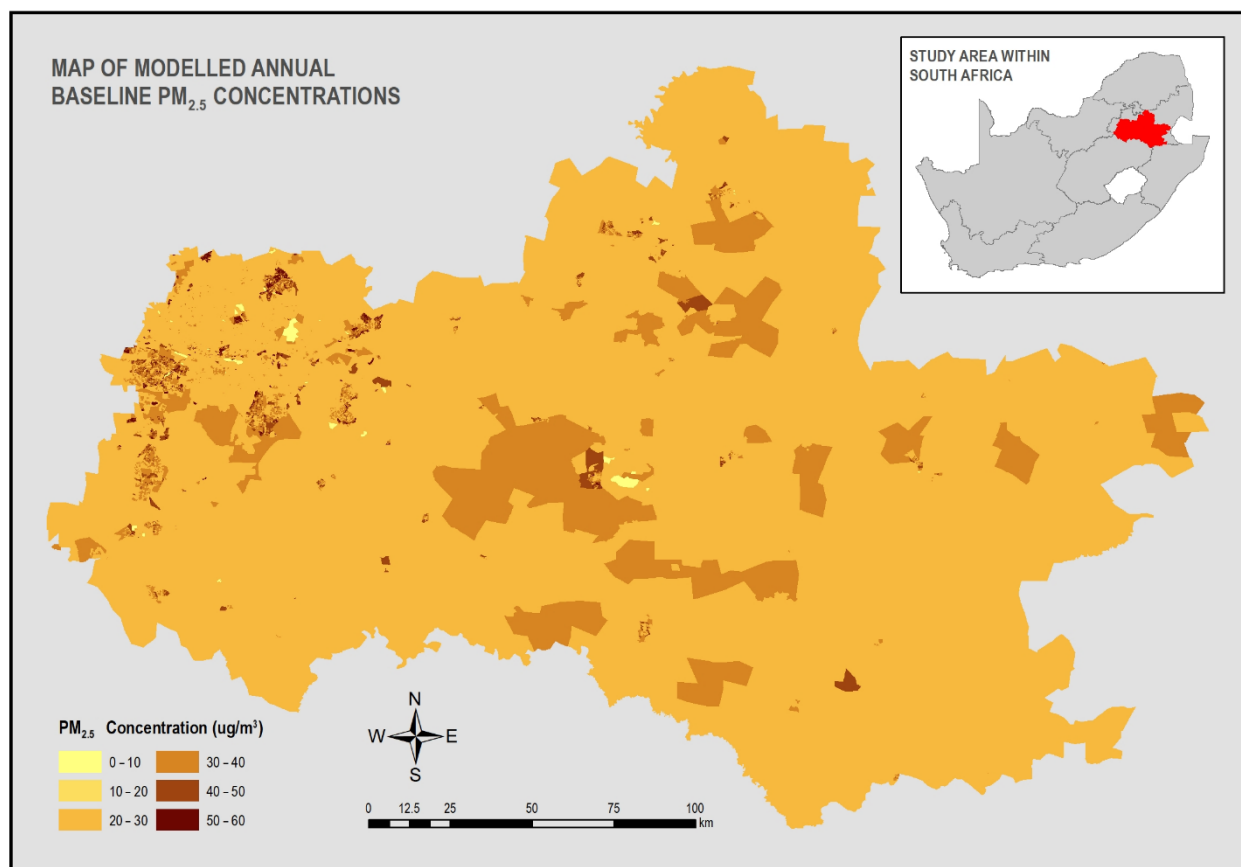 MAP OF MODELLED ANNUAL
BASELINE PM₂.₅ CONCENTRATIONS
STUDY AREA WITHIN
SOUTH AFRICA
N
W E
S
PM₂.₅ Concentration (ug/m³)
0 – 10
10 – 20
20 – 30
30 – 40
40 – 50
50 – 60
0 12.5 25 50 75 100
km